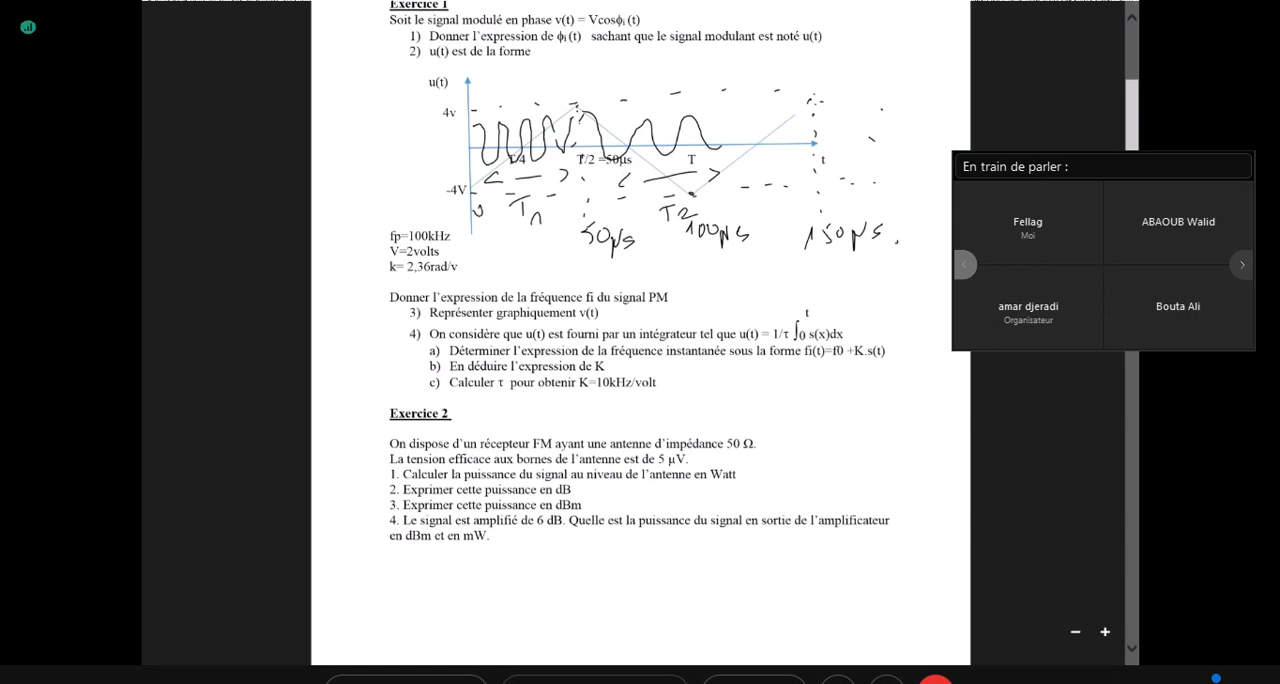 Exercice 1
Soit le signal modulé en phase v(t) = Vcosϕi (t)
1) Donner l'expression de ϕi (t) sachant que le signal modulant est noté u(t)
2) u(t) est de la forme
u(t)
4v
T/4
T/2 =50μs
T
t
-4V
0
T1
T2
50μs
100μs
150μs.
fp=100kHz
V=2volts
k= 2,36rad/v
Donner l'expression de la fréquence fi du signal PM
3) Représenter graphiquement v(t)
4) On considère que u(t) est fourni par un intégrateur tel que u(t) = 1/τ ∫0 t s(x)dx
a) Déterminer l'expression de la fréquence instantanée sous la forme fi(t)=f0 +K.s(t)
b) En déduire l'expression de K
c) Calculer τ pour obtenir K=10kHz/volt
Exercice 2
On dispose d'un récepteur FM ayant une antenne d'impédance 50 Ω.
La tension efficace aux bornes de l'antenne est de 5 μV.
1. Calculer la puissance du signal au niveau de l'antenne en Watt
2. Exprimer cette puissance en dB
3. Exprimer cette puissance en dBm
4. Le signal est amplifié de 6 dB. Quelle est la puissance du signal en sortie de l'amplificateur
en dBm et en mW.
En train de parler :
Fellag
Moi
ABAOUB Walid
amar djeradi
Organisateur
Bouta Ali